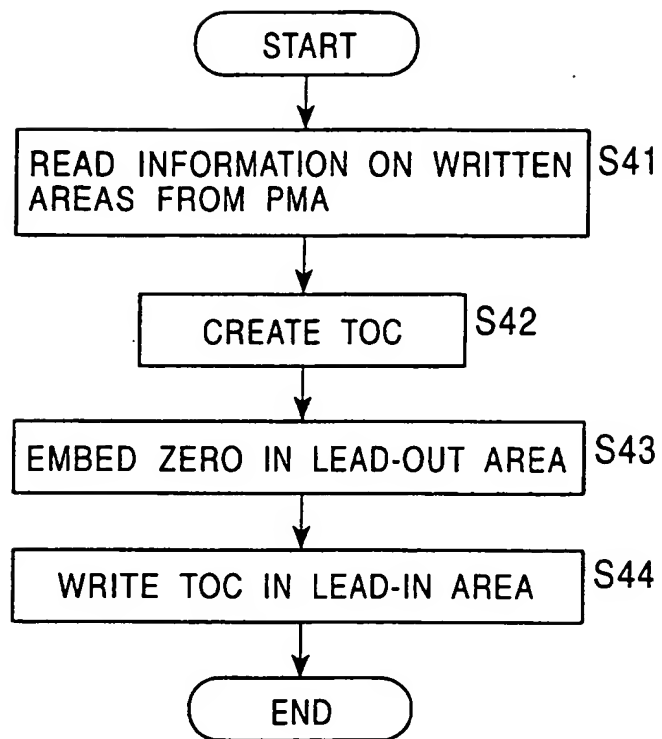 START
READ INFORMATION ON WRITTEN
AREAS FROM PMA
S41
CREATE TOC
S42
EMBED ZERO IN LEAD-OUT AREA
S43
WRITE TOC IN LEAD-IN AREA
S44
END